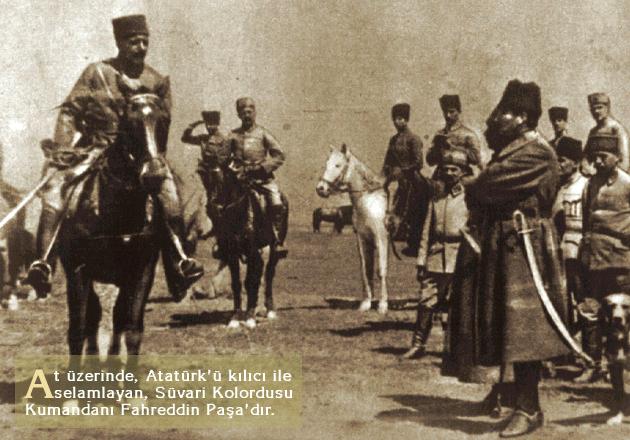 At üzerinde, Atatürk'ü kılıcı ile
selamlayan, Süvari Kolordusu
Kumandanı Fahreddin Paşa'dır.